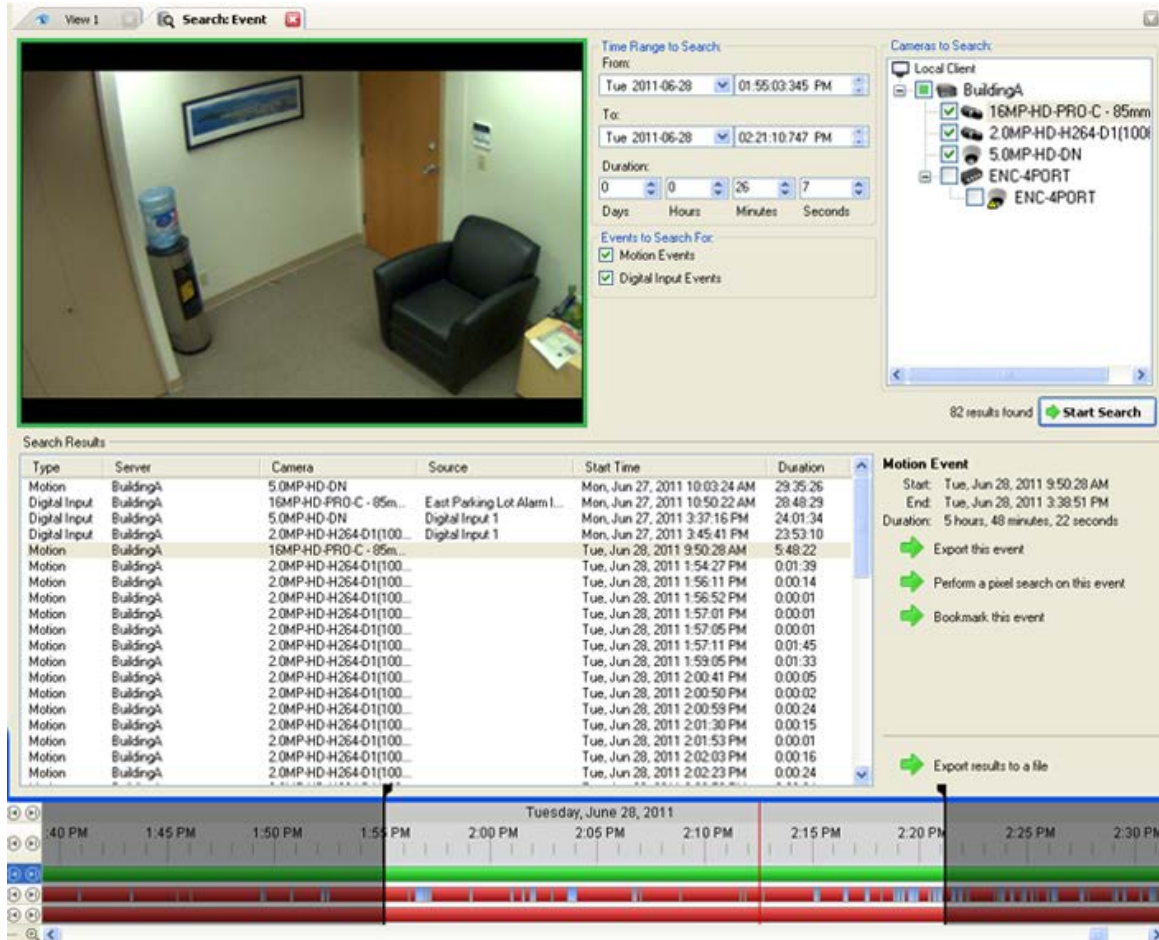 View 1
Search: Event
Time Range to Search:
From:
Tue 2011-06-28 01:55:03:345 PM
To:
Tue 2011-06-28 02:21:10:747 PM
Duration:
0 0 26 7
Days Hours Minutes Seconds
Events to Search For:
Motion Events
Digital Input Events
Cameras to Search:
Local Client
BuildingA
16MP-HD-PRO-C - 85mm
2.0MP-HD-H264-D1(100
5.0MP-HD-DN
ENC-4PORT
ENC-4PORT
82 results found Start Search
Search Results
Type Server Camera Source Start Time Duration
Motion BuildingA 5.0MP-HD-DN Mon, Jun 27, 2011 10:03:24 AM 29:35:26
Digital Input BuildingA 16MP-HD-PRO-C - 85m... East Parking Lot Alarm I... Mon, Jun 27, 2011 10:50:22 AM 28:48:29
Digital Input BuildingA 5.0MP-HD-DN Digital Input 1 Mon, Jun 27, 2011 3:37:16 PM 24:01:34
Digital Input BuildingA 2.0MP-HD-H264-D1(100... Digital Input 1 Mon, Jun 27, 2011 3:45:41 PM 23:53:10
Motion BuildingA 16MP-HD-PRO-C - 85m... Tue, Jun 28, 2011 9:50:28 AM 5:48:22
Motion BuildingA 2.0MP-HD-H264-D1(100... Tue, Jun 28, 2011 1:54:27 PM 0:01:39
Motion BuildingA 2.0MP-HD-H264-D1(100... Tue, Jun 28, 2011 1:56:11 PM 0:00:14
Motion BuildingA 2.0MP-HD-H264-D1(100... Tue, Jun 28, 2011 1:56:52 PM 0:00:01
Motion BuildingA 2.0MP-HD-H264-D1(100... Tue, Jun 28, 2011 1:57:01 PM 0:00:01
Motion BuildingA 2.0MP-HD-H264-D1(100... Tue, Jun 28, 2011 1:57:05 PM 0:00:01
Motion BuildingA 2.0MP-HD-H264-D1(100... Tue, Jun 28, 2011 1:57:11 PM 0:01:45
Motion BuildingA 2.0MP-HD-H264-D1(100... Tue, Jun 28, 2011 1:59:05 PM 0:01:33
Motion BuildingA 2.0MP-HD-H264-D1(100... Tue, Jun 28, 2011 2:00:41 PM 0:00:05
Motion BuildingA 2.0MP-HD-H264-D1(100... Tue, Jun 28, 2011 2:00:50 PM 0:00:02
Motion BuildingA 2.0MP-HD-H264-D1(100... Tue, Jun 28, 2011 2:00:59 PM 0:00:24
Motion BuildingA 2.0MP-HD-H264-D1(100... Tue, Jun 28, 2011 2:01:30 PM 0:00:15
Motion BuildingA 2.0MP-HD-H264-D1(100... Tue, Jun 28, 2011 2:01:53 PM 0:00:01
Motion BuildingA 2.0MP-HD-H264-D1(100... Tue, Jun 28, 2011 2:02:03 PM 0:00:16
Motion BuildingA 2.0MP-HD-H264-D1(100... Tue, Jun 28, 2011 2:02:23 PM 0:00:24
Motion Event
Start: Tue, Jun 28, 2011 9:50:28 AM
End: Tue, Jun 28, 2011 3:38:51 PM
Duration: 5 hours, 48 minutes, 22 seconds
Export this event
Perform a pixel search on this event
Bookmark this event
Export results to a file
Tuesday, June 28, 2011
:40 PM 1:45 PM 1:50 PM 1:55 PM 2:00 PM 2:05 PM 2:10 PM 2:15 PM 2:20 PM 2:25 PM 2:30 PM